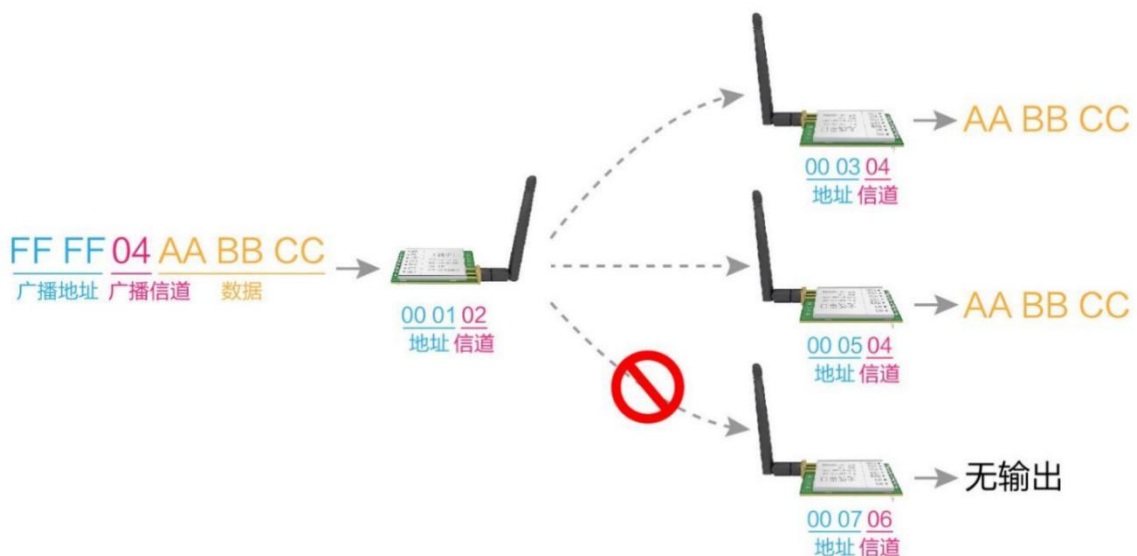 FF FF 04 AA BB CC
广播地址 广播信道 数据
00 01 02
地址 信道
AA BB CC
00 03 04
地址 信道
AA BB CC
00 05 04
地址 信道
无输出
00 07 06
地址 信道